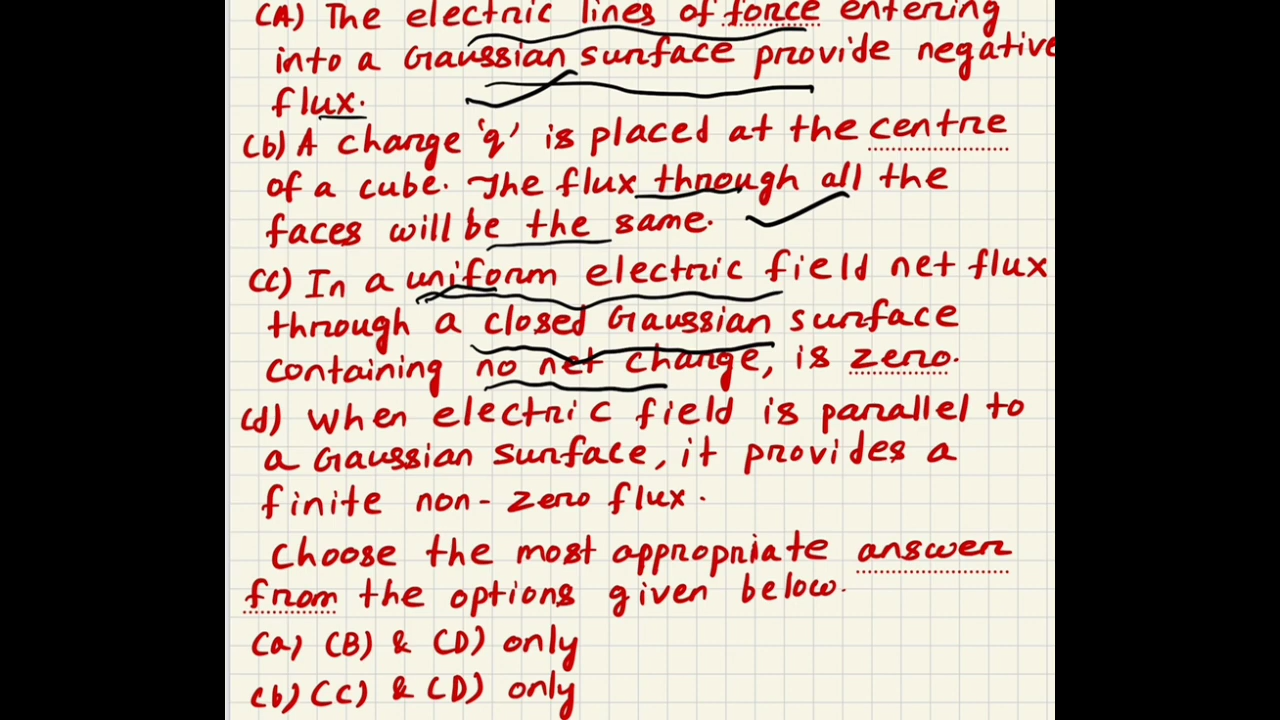 (A) The electric lines of force entering
into a Gaussian surface provide negative
flux.
(b) A charge 'q' is placed at the centre
of a cube. The flux through all the
faces will be the same.
(C) In a uniform electric field net flux
through a closed Gaussian surface
containing no net charge, is zero.
(d) When electric field is parallel to
a Gaussian surface, it provides a
finite non-zero flux.
Choose the most appropriate answer
from the options given below.
(a) (B) & (D) only
(b) (C) & (D) only